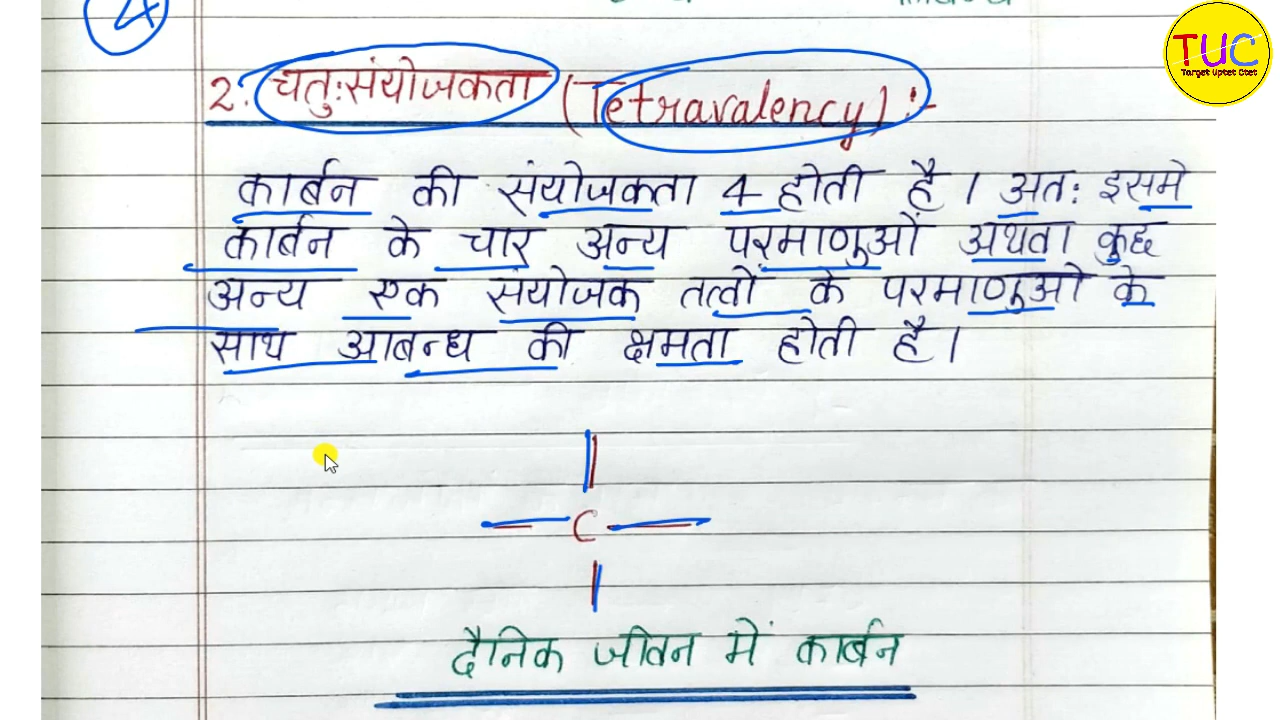 4
TUC
Target Uptet Ctet
2. चतुःसंयोजकता (Tetravalency) :-
कार्बन की संयोजकता 4 होती है। अतः इसमे
कार्बन के चार अन्य परमाणुओं अथवा कुछ
अन्य एक संयोजक तत्वों के परमाणुओ के
साथ आबन्ध की क्षमता होती है।
C
दैनिक जीवन में कार्बन